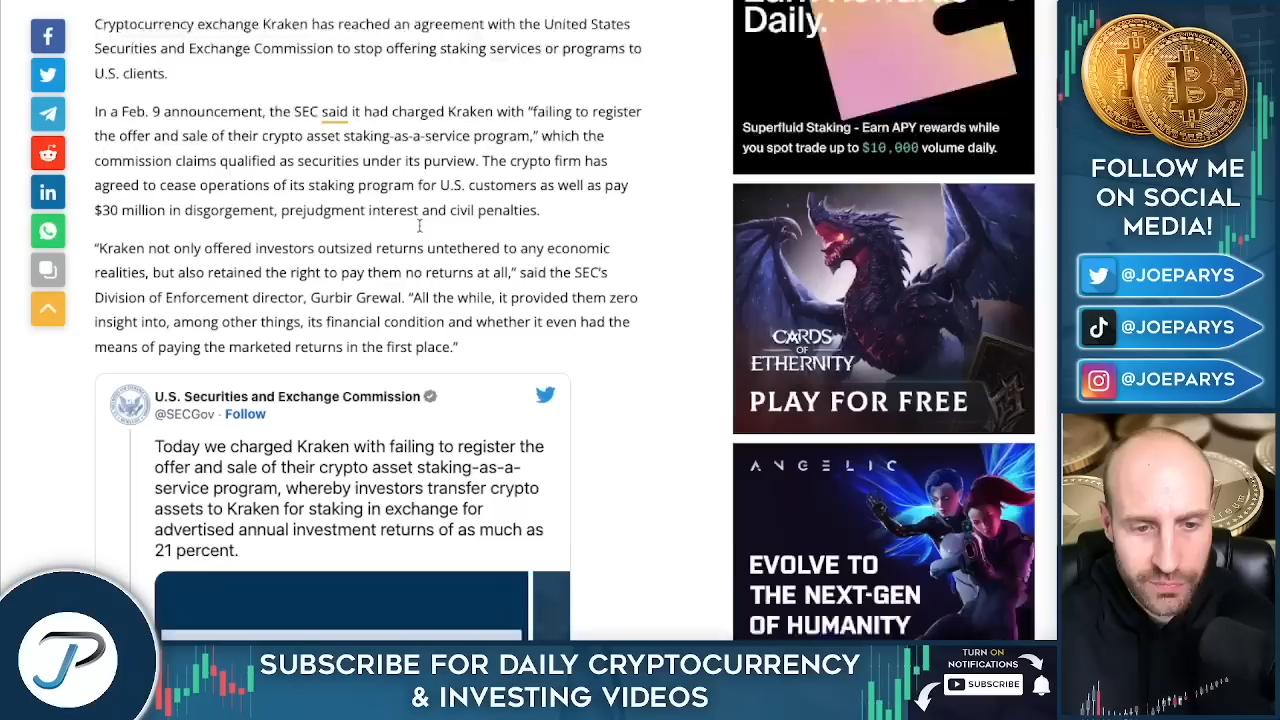 Cryptocurrency exchange Kraken has reached an agreement with the United States
Securities and Exchange Commission to stop offering staking services or programs to
U.S. clients.
In a Feb. 9 announcement, the SEC said it had charged Kraken with “failing to register
the offer and sale of their crypto asset staking-as-a-service program,” which the
commission claims qualified as securities under its purview. The crypto firm has
agreed to cease operations of its staking program for U.S. customers as well as pay
$30 million in disgorgement, prejudgment interest and civil penalties.
“Kraken not only offered investors outsized returns untethered to any economic
realities, but also retained the right to pay them no returns at all,” said the SEC’s
Division of Enforcement director, Gurbir Grewal. “All the while, it provided them zero
insight into, among other things, its financial condition and whether it even had the
means of paying the marketed returns in the first place.”
U.S. Securities and Exchange Commission
@SECGov · Follow
Today we charged Kraken with failing to register the
offer and sale of their crypto asset staking-as-a-
service program, whereby investors transfer crypto
assets to Kraken for staking in exchange for
advertised annual investment returns of as much as
21 percent.
Daily.
Superfluid Staking - Earn APY rewards while
you spot trade up to $10,000 volume daily.
CARDS
OF
ETHERNITY
PLAY FOR FREE
ANGELIC
EVOLVE TO
THE NEXT-GEN
OF HUMANITY
FOLLOW ME
ON SOCIAL
MEDIA!
@JOEPARYS
@JOEPARYS
@JOEPARYS
SUBSCRIBE FOR DAILY CRYPTOCURRENCY
& INVESTING VIDEOS
TURN ON
NOTIFICATIONS
SUBSCRIBE